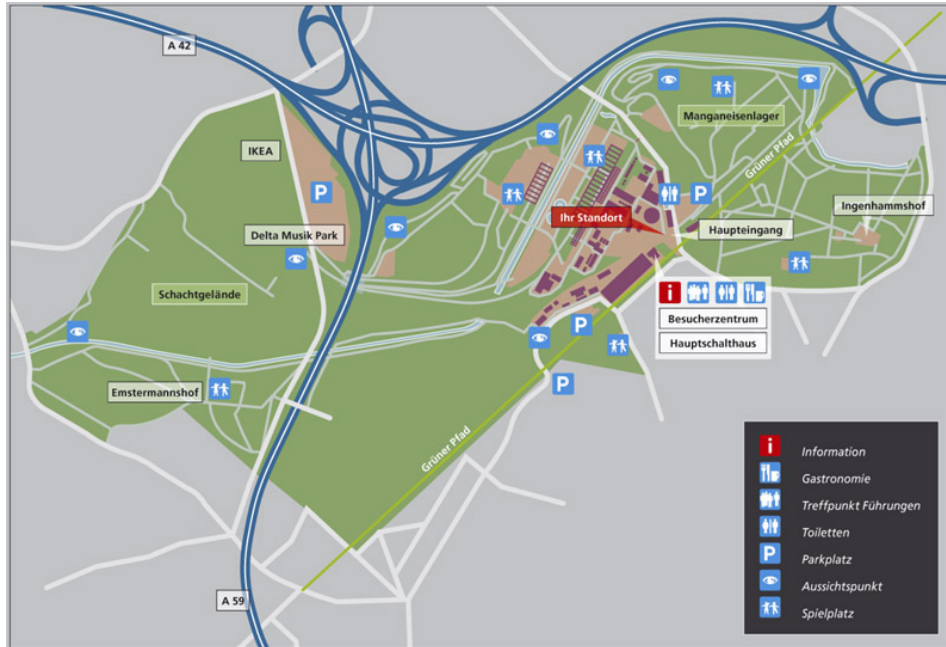 A 42
Manganeisenlager
IKEA
P
P
Grüner Pfad
Ingenhammshof
Ihr Standort
Haupteingang
Delta Musik Park
Schachtgelände
i
Besucherzentrum
Hauptschalthaus
P
P
Emstermannshof
Grüner Pfad
A 59
i Information
Gastronomie
Treffpunkt Führungen
Toiletten
P Parkplatz
Aussichtspunkt
Spielplatz